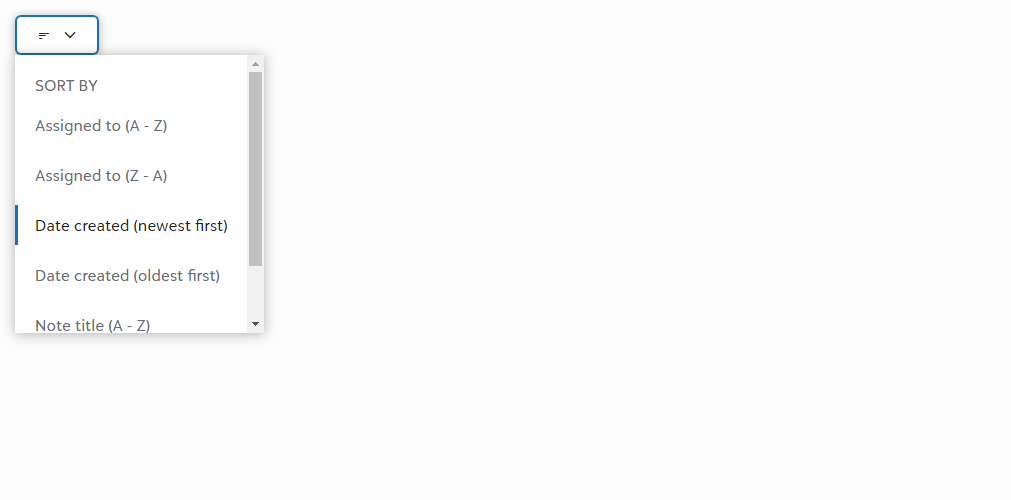 SORT BY
Assigned to (A - Z)
Assigned to (Z - A)
Date created (newest first)
Date created (oldest first)
Note title (A - Z)